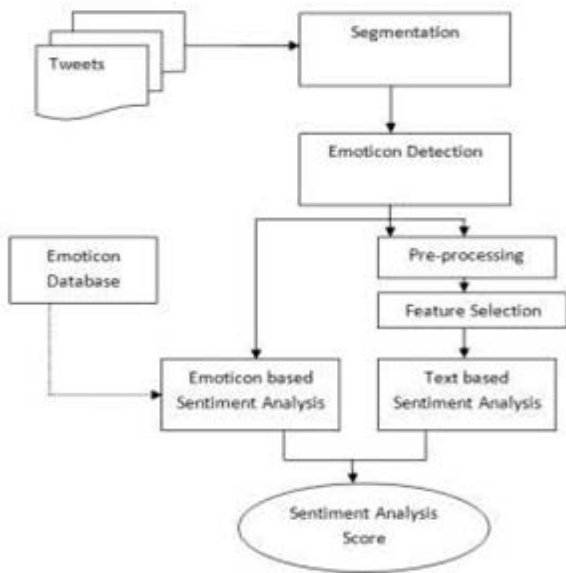 Tweets
Segmentation
Emoticon Detection
Emoticon
Database
Pre-processing
Feature Selection
Emoticon based
Sentiment Analysis
Text based
Sentiment Analysis
Sentiment Analysis
Score